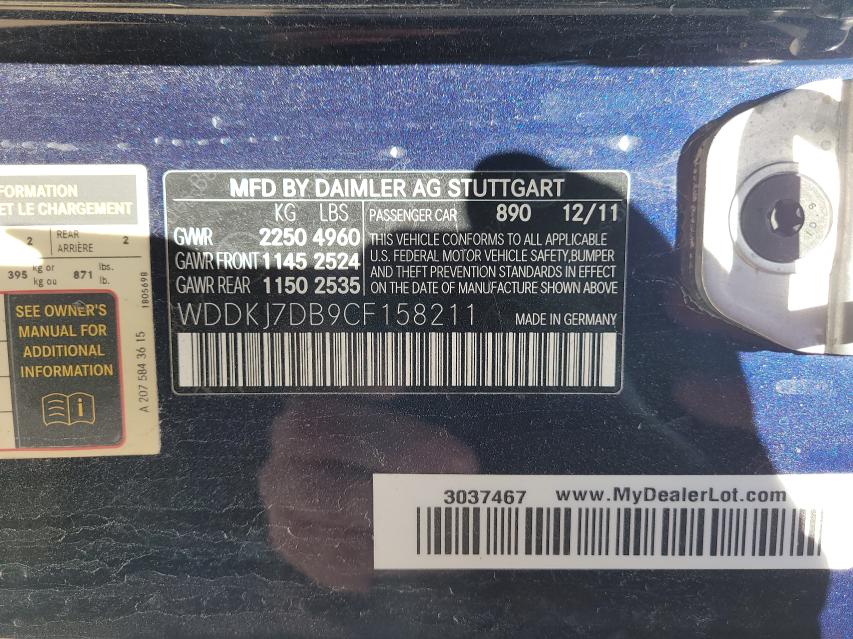 FORMATION
ET LE CHARGEMENT
2 REAR ARRIÈRE 2
395 kg or kg ou 871 lbs. lb.
SEE OWNER'S
MANUAL FOR
ADDITIONAL
INFORMATION
A 207 584 36 15
1805698
MFD BY DAIMLER AG STUTTGART
KG LBS PASSENGER CAR 890 12/11
GVWR 2250 4960
GAWR FRONT 1145 2524
GAWR REAR 1150 2535
THIS VEHICLE CONFORMS TO ALL APPLICABLE
U.S. FEDERAL MOTOR VEHICLE SAFETY,BUMPER
AND THEFT PREVENTION STANDARDS IN EFFECT
ON THE DATE OF MANUFACTURE SHOWN ABOVE
WDDKJ7DB9CF158211 MADE IN GERMANY
3037467 www.MyDealerLot.com